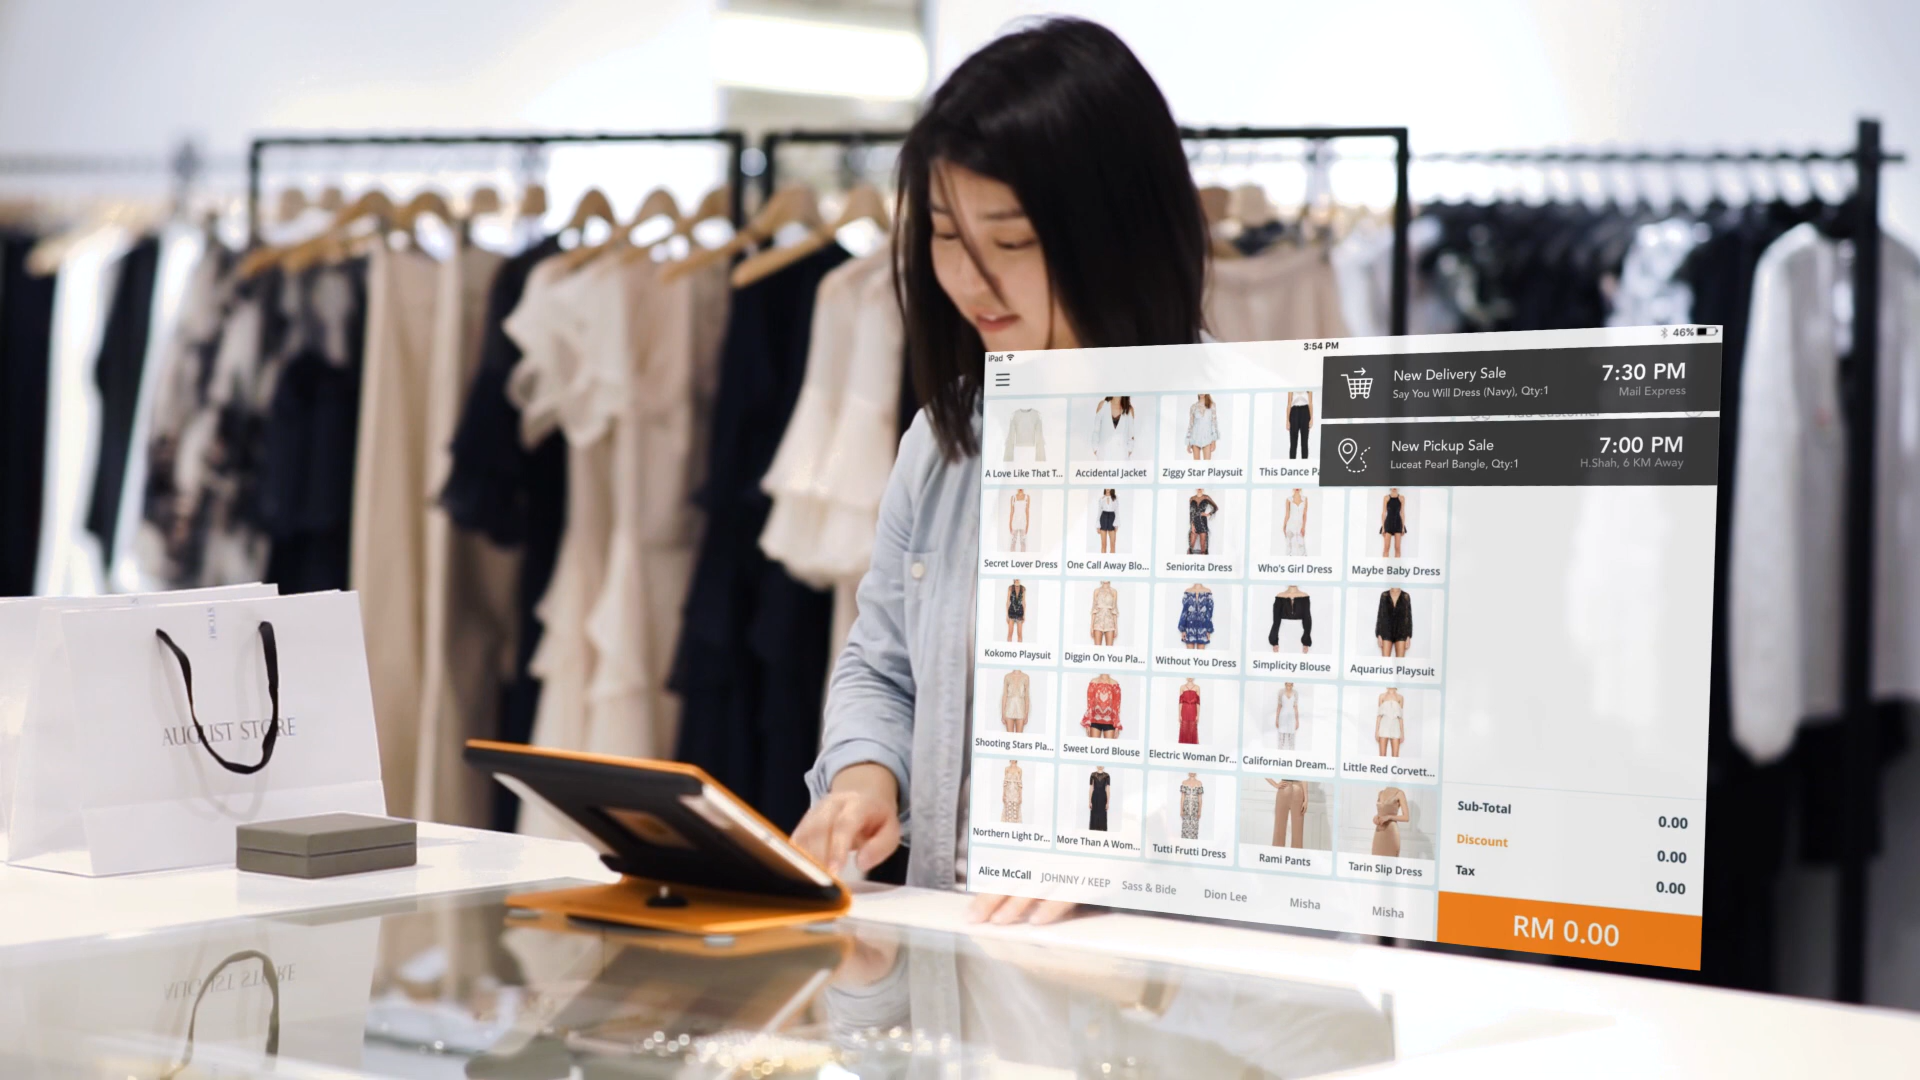 AUGUST STORE
STORE
iPad
3:54 PM
46%
New Delivery Sale
7:30 PM
Say You Will Dress (Navy), Qty:1
Mail Express
New Pickup Sale
7:00 PM
Luceat Pearl Bangle, Qty:1
H.Shah, 6 KM Away
A Love Like That T...
Accidental Jacket
Ziggy Star Playsuit
This Dance
Secret Lover Dress
One Call Away Blo...
Seniorita Dress
Who's Girl Dress
Maybe Baby Dress
Kokomo Playsuit
Diggin On You Pla...
Without You Dress
Simplicity Blouse
Aquarius Playsuit
Shooting Stars Pla...
Sweet Lord Blouse
Electric Woman Dr...
Californian Dream...
Little Red Corvett...
Northern Light Dr...
More Than A Wom...
Tutti Frutti Dress
Rami Pants
Tarin Slip Dress
Alice McCall
JOHNNY / KEEP
Sass & Bide
Dion Lee
Misha
Misha
Sub-Total
0.00
Discount
0.00
Tax
0.00
RM 0.00